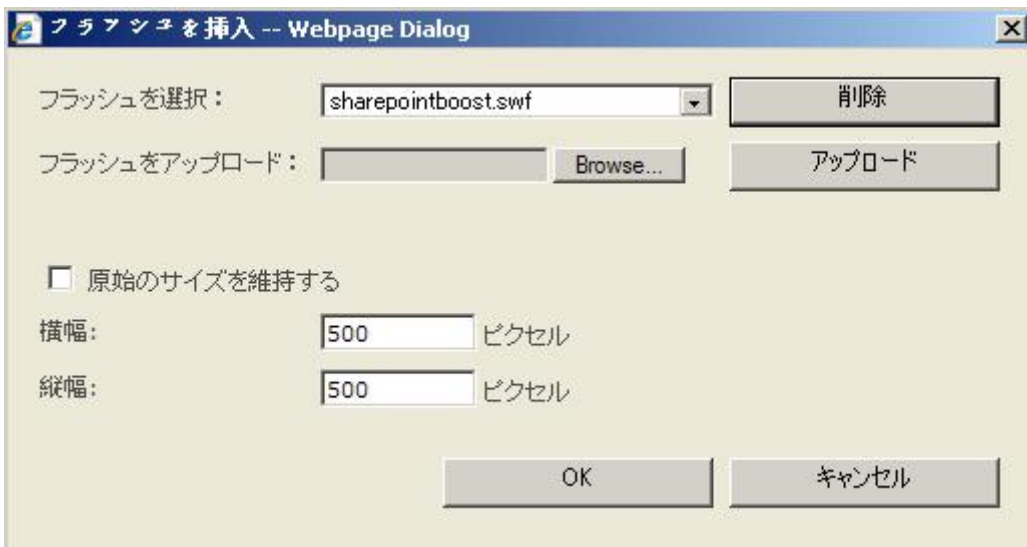 フラッシュを挿入 -- Webpage Dialog
フラッシュを選択： sharepointboost.swf 削除
フラッシュをアップロード： Browse... アップロード
原始のサイズを維持する
横幅: 500 ピクセル
縦幅: 500 ピクセル
OK キャンセル